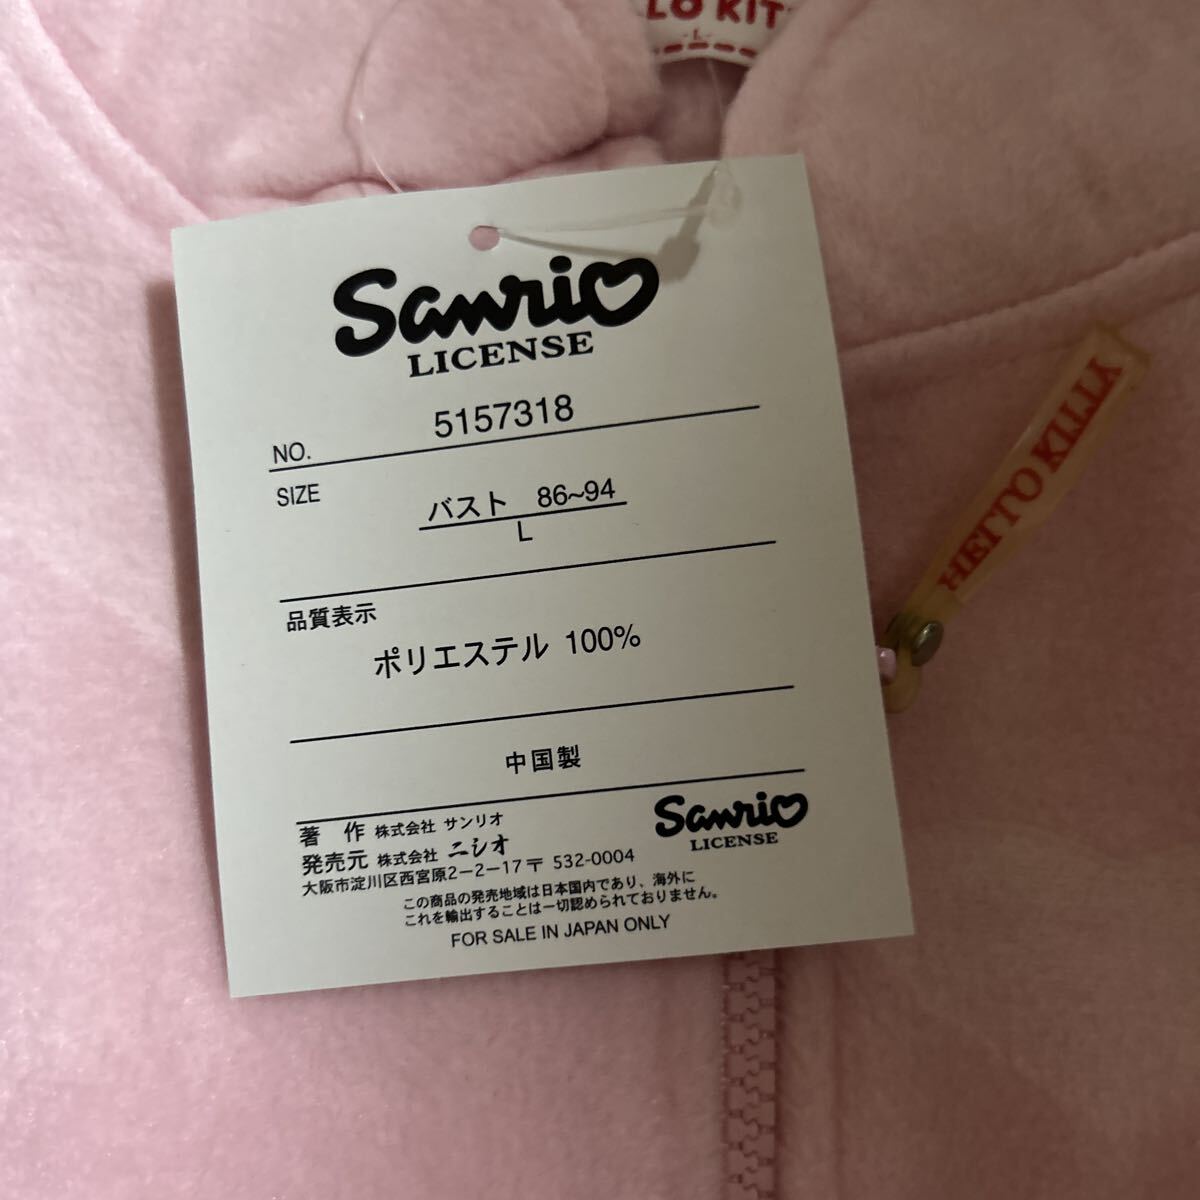 LO KIT
-L-
Sanrio
LICENSE
NO. 5157318
SIZE バスト 86~94
L
品質表示
ポリエステル 100%
中国製
著 作 株式会社 サンリオ
発売元 株式会社 ニシオ
大阪市淀川区西宮原2-2-17〒 532-0004
この商品の発売地域は日本国内であり、海外に
これを輸出することは一切認められておりません。
FOR SALE IN JAPAN ONLY
Sanrio
LICENSE
HELLO KITTY